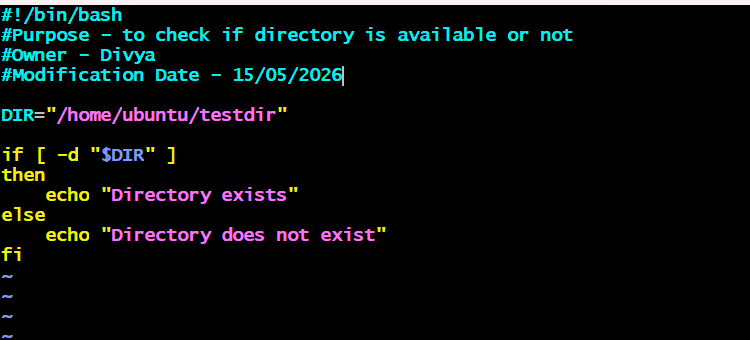 #!/bin/bash
#Purpose - to check if directory is available or not
#Owner - Divya
#Modification Date - 15/05/2026
DIR="/home/ubuntu/testdir"
if [ -d "$DIR" ]
then
    echo "Directory exists"
else
    echo "Directory does not exist"
fi
~
~
~
~